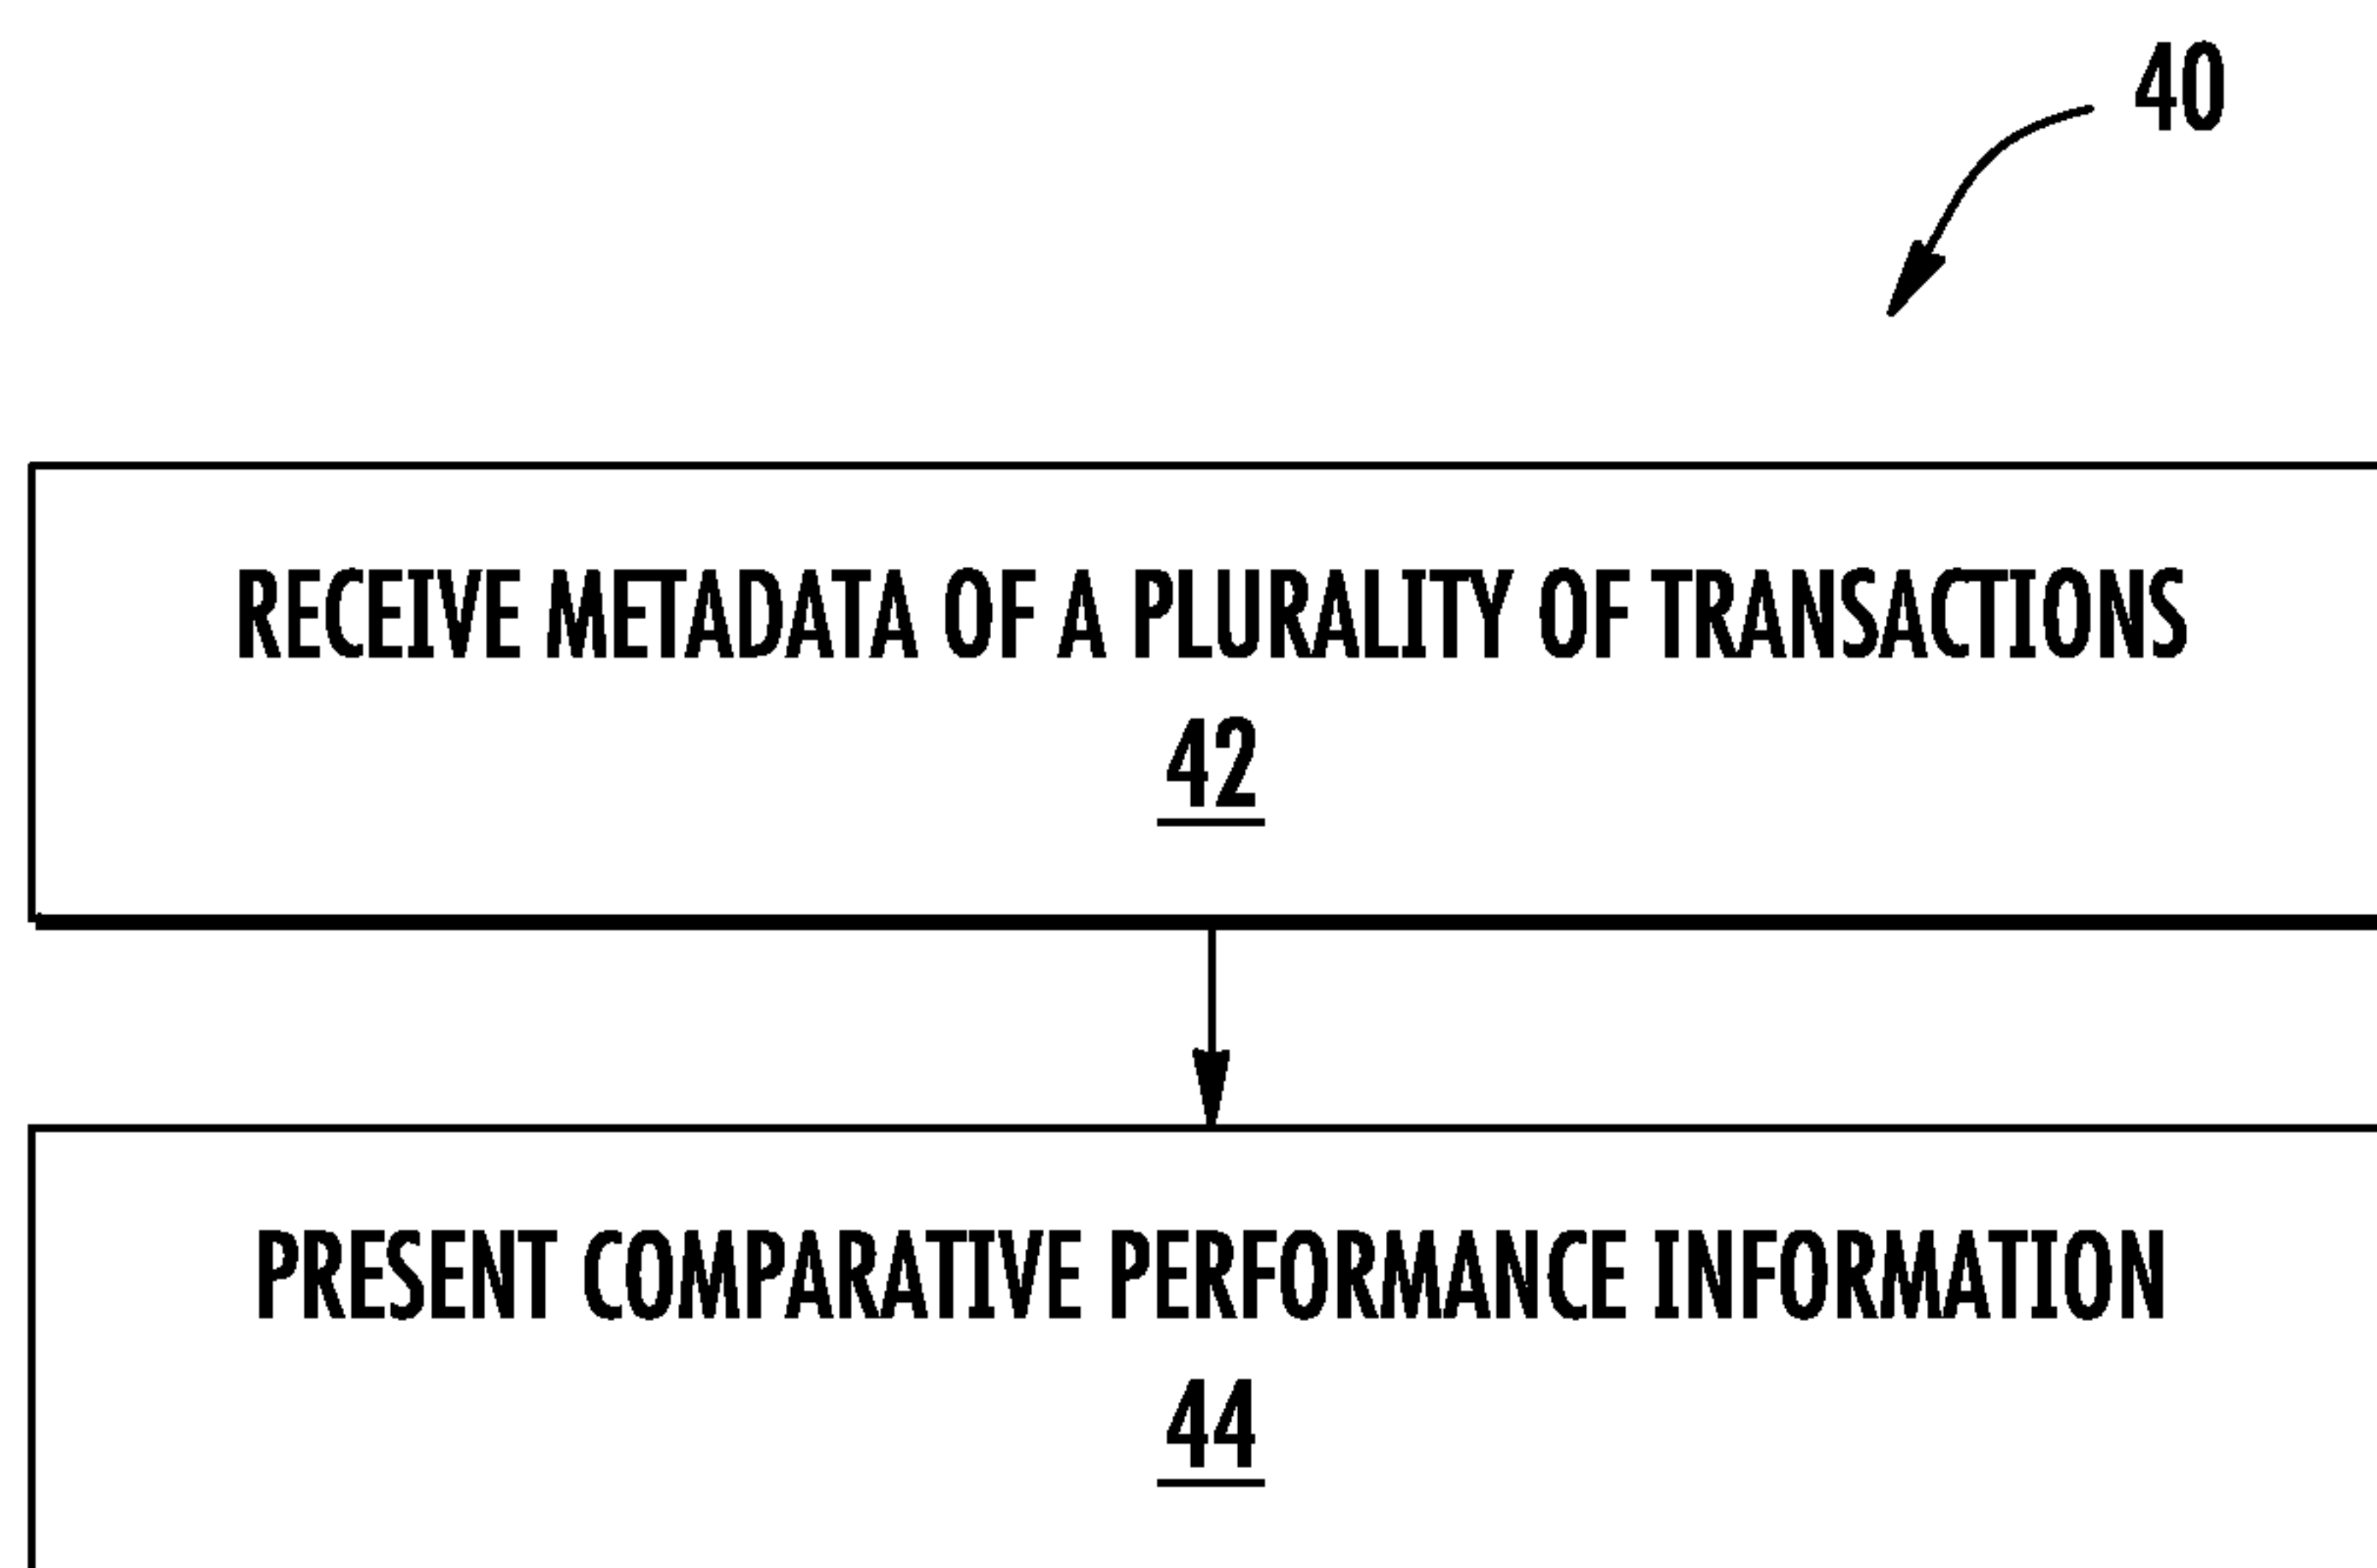 40
RECEIVE METADATA OF A PLURALITY OF TRANSACTIONS
42
PRESENT COMPARATIVE PERFORMANCE INFORMATION
44